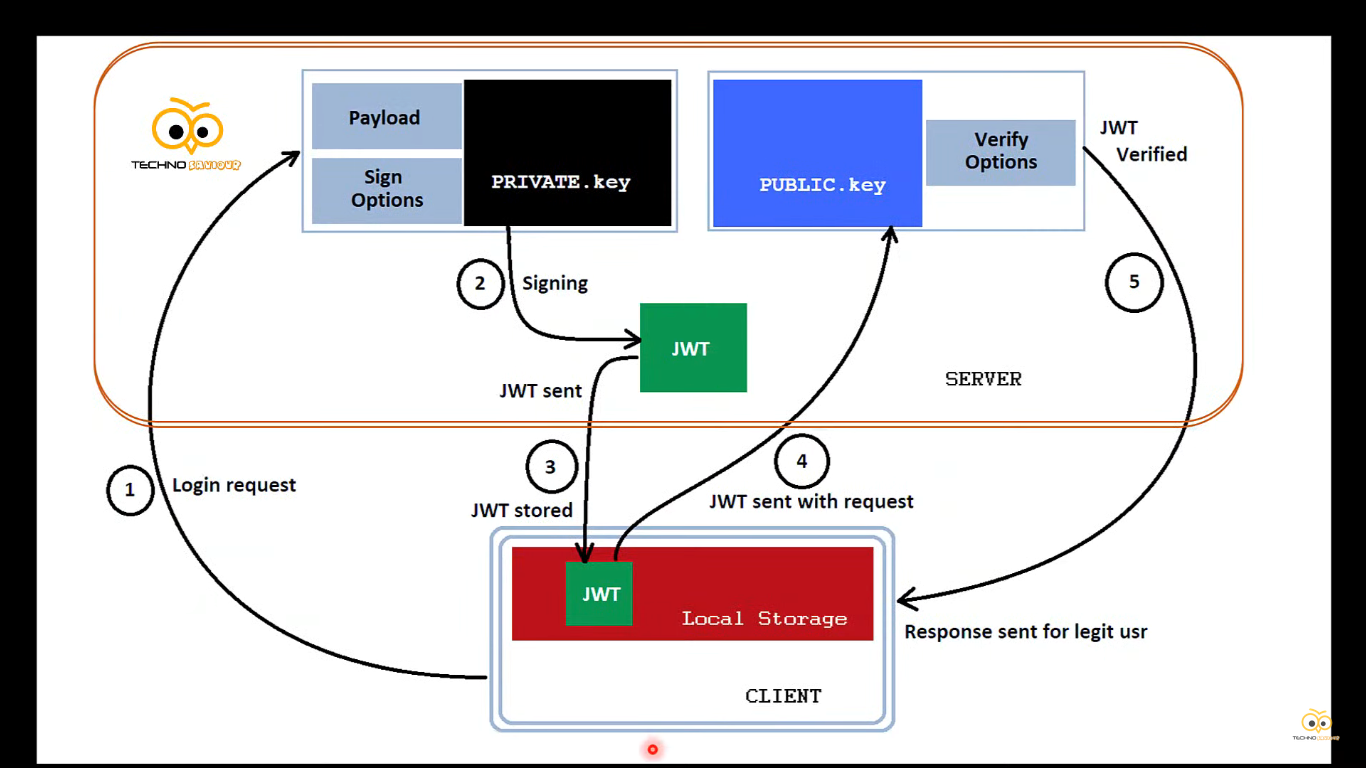 TECHNO SAVIOUR
Payload
Sign
Options
PRIVATE.key
PUBLIC.key
Verify
Options
JWT
Verified
2
Signing
5
JWT
JWT sent
SERVER
3
4
1
Login request
JWT stored
JWT sent with request
JWT
Local Storage
Response sent for legit usr
CLIENT
TECHNO SAVIOUR